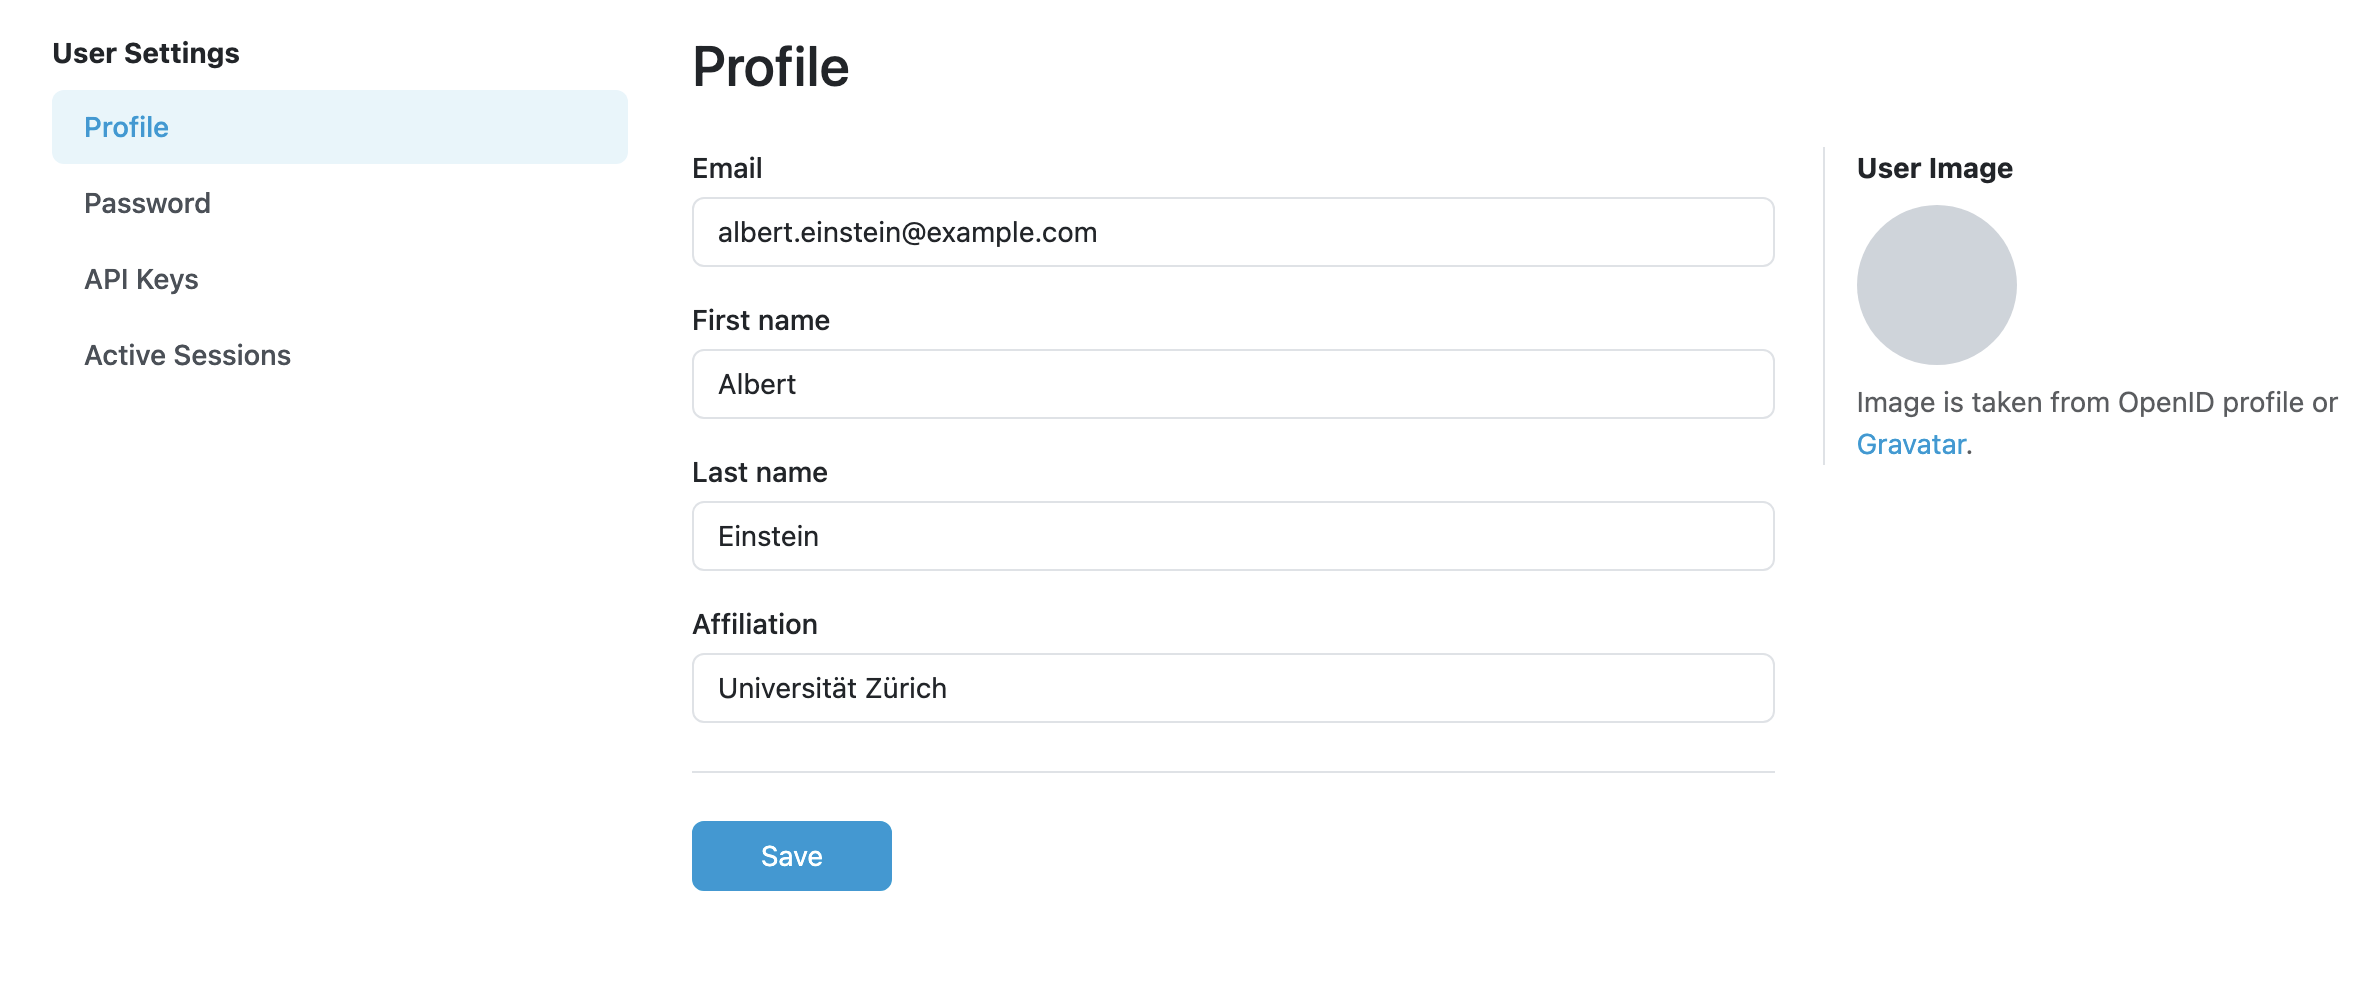 User Settings
Profile
Password
API Keys
Active Sessions
Profile
Email
albert.einstein@example.com
First name
Albert
Last name
Einstein
Affiliation
Universität Zürich
Save
User Image
Image is taken from OpenID profile or
Gravatar.